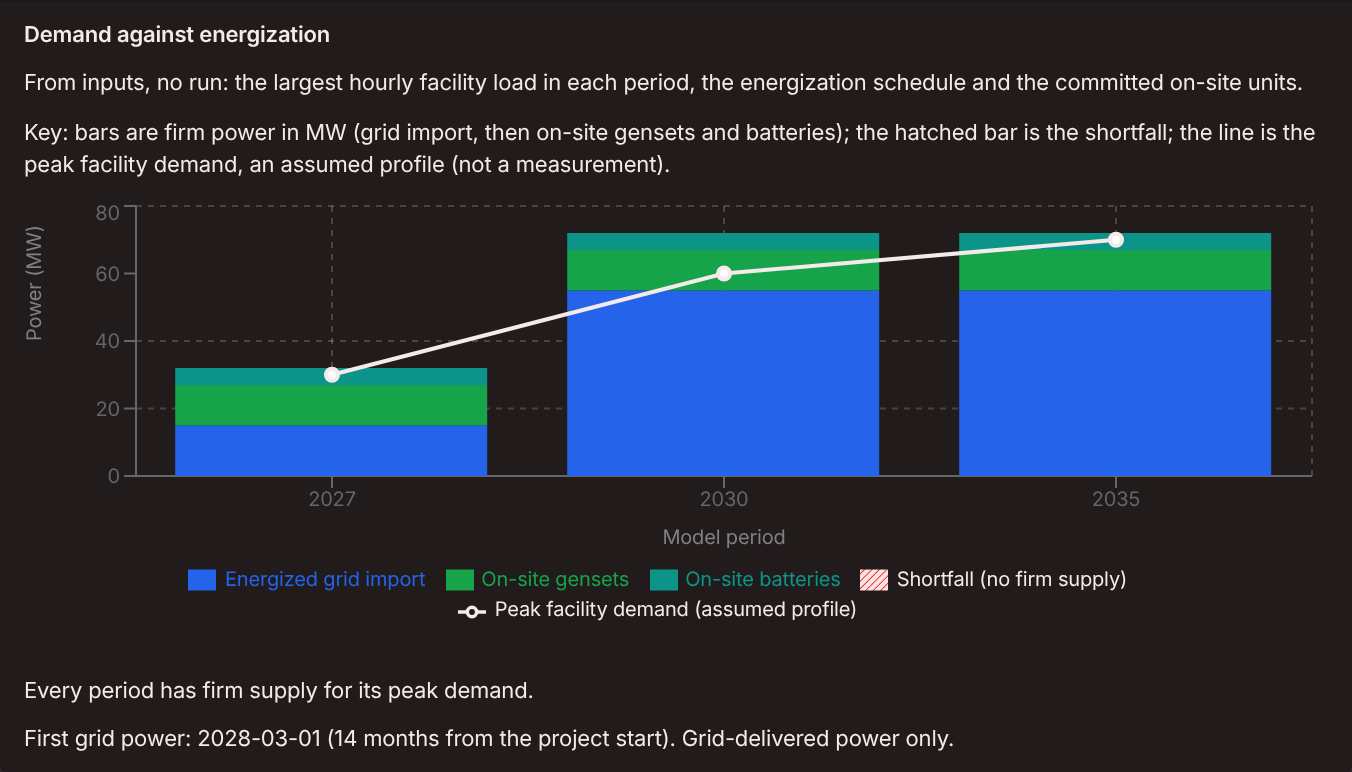 Demand against energization
From inputs, no run: the largest hourly facility load in each period, the energization schedule and the committed on-site units.
Key: bars are firm power in MW (grid import, then on-site gensets and batteries); the hatched bar is the shortfall; the line is the
peak facility demand, an assumed profile (not a measurement).
Power (MW)
80
60
40
20
0
2027 2030 2035
Model period
Energized grid import On-site gensets On-site batteries Shortfall (no firm supply)
Peak facility demand (assumed profile)
Every period has firm supply for its peak demand.
First grid power: 2028-03-01 (14 months from the project start). Grid-delivered power only.